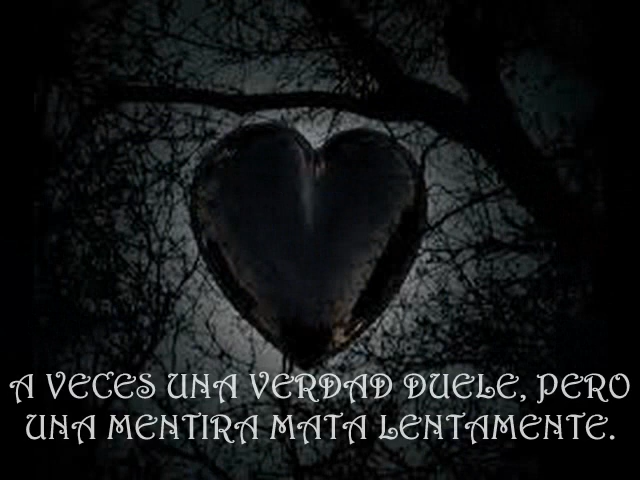 A VECES UNA VERDAD DUELE, PERO
UNA MENTIRA MATA LENTAMENTE.